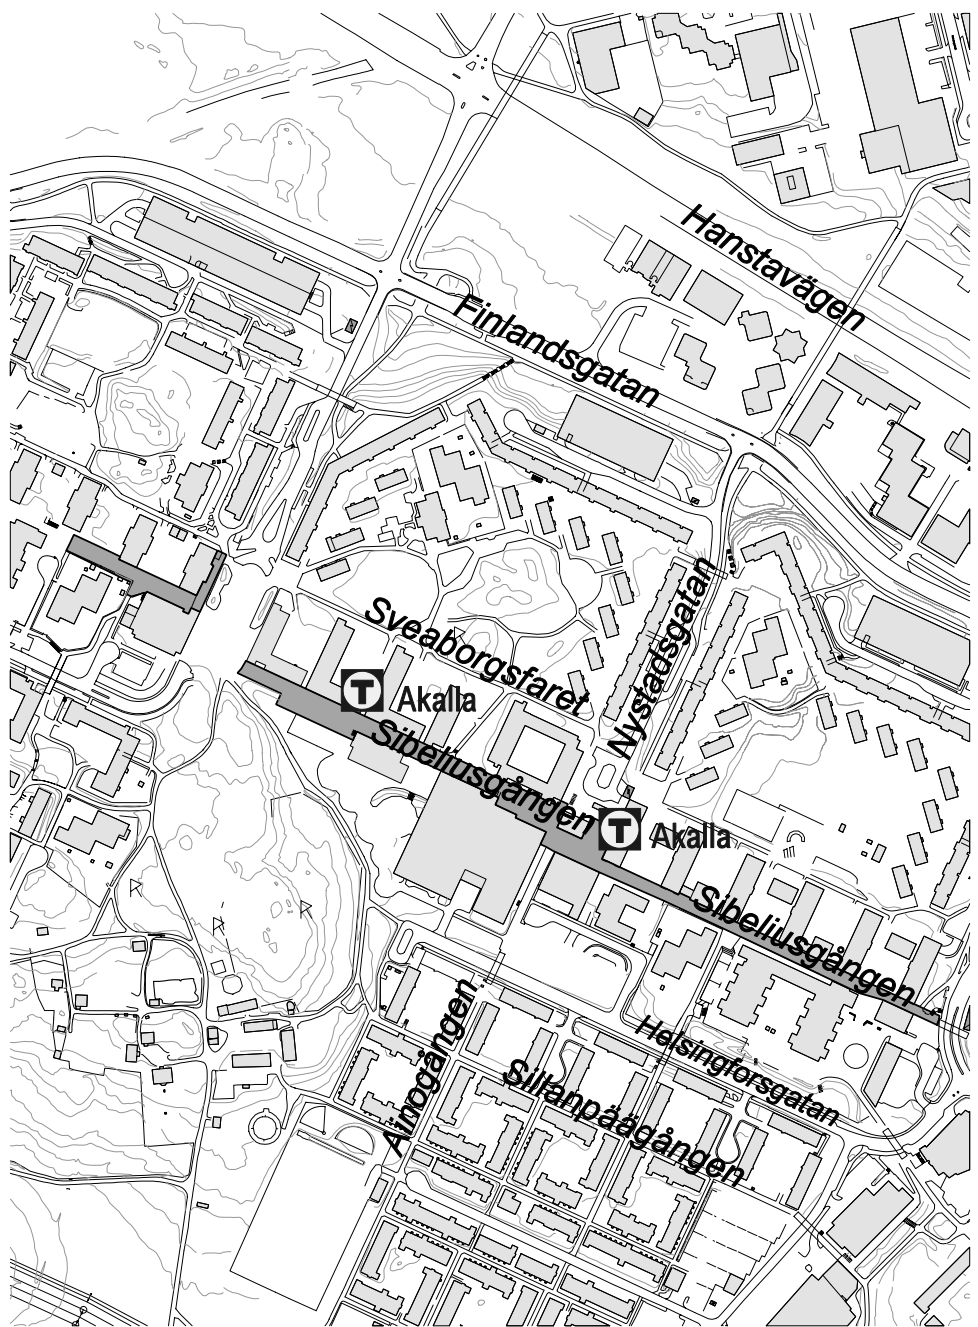 Hanstavägen
Finlandsgatan
Sveaborgsfaret
Nystadsgatan
T Akalla
Sibeliusgången
T Akalla
Sibeliusgången
Ainogången
Helsingforsgatan
Sillanpäägången